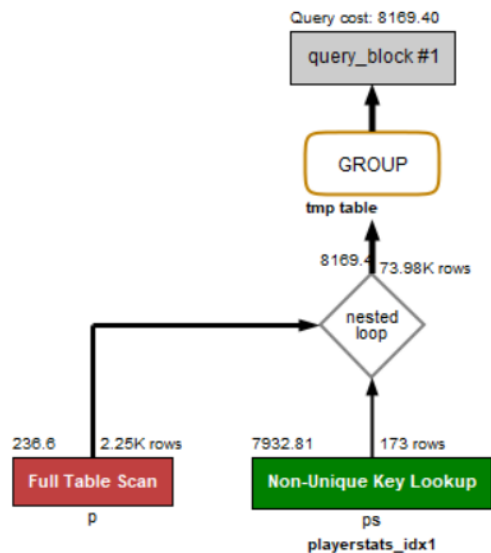 Query cost: 8169.40
query_block #1
GROUP
tmp table
8169.4
73.98K rows
nested
loop
236.6
2.25K rows
7932.81
173 rows
Full Table Scan
Non-Unique Key Lookup
p
ps
playerstats_idx1